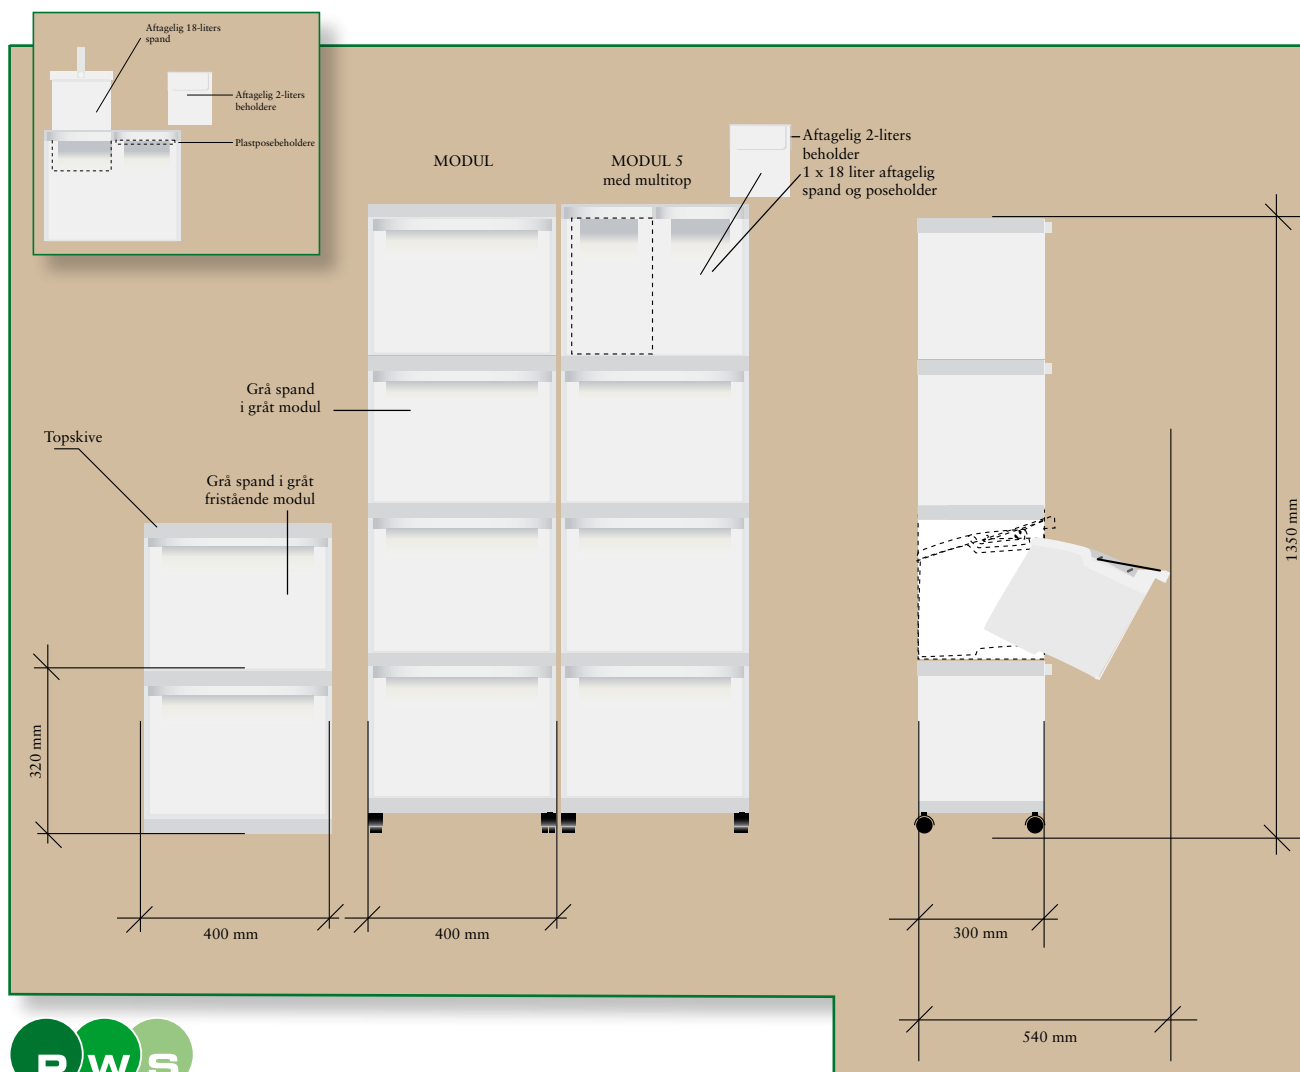 Aftagelig 18-liters
spand
Aftagelig 2-liters
beholdere
Plastposebeholdere
MODUL
MODUL 5
med multitop
Aftagelig 2-liters
beholder
1 x 18 liter aftagelig
spand og poseholder
Grå spand
i gråt modul
Topskive
Grå spand i gråt
fristående modul
320 mm
1350 mm
400 mm
400 mm
300 mm
540 mm
PWS